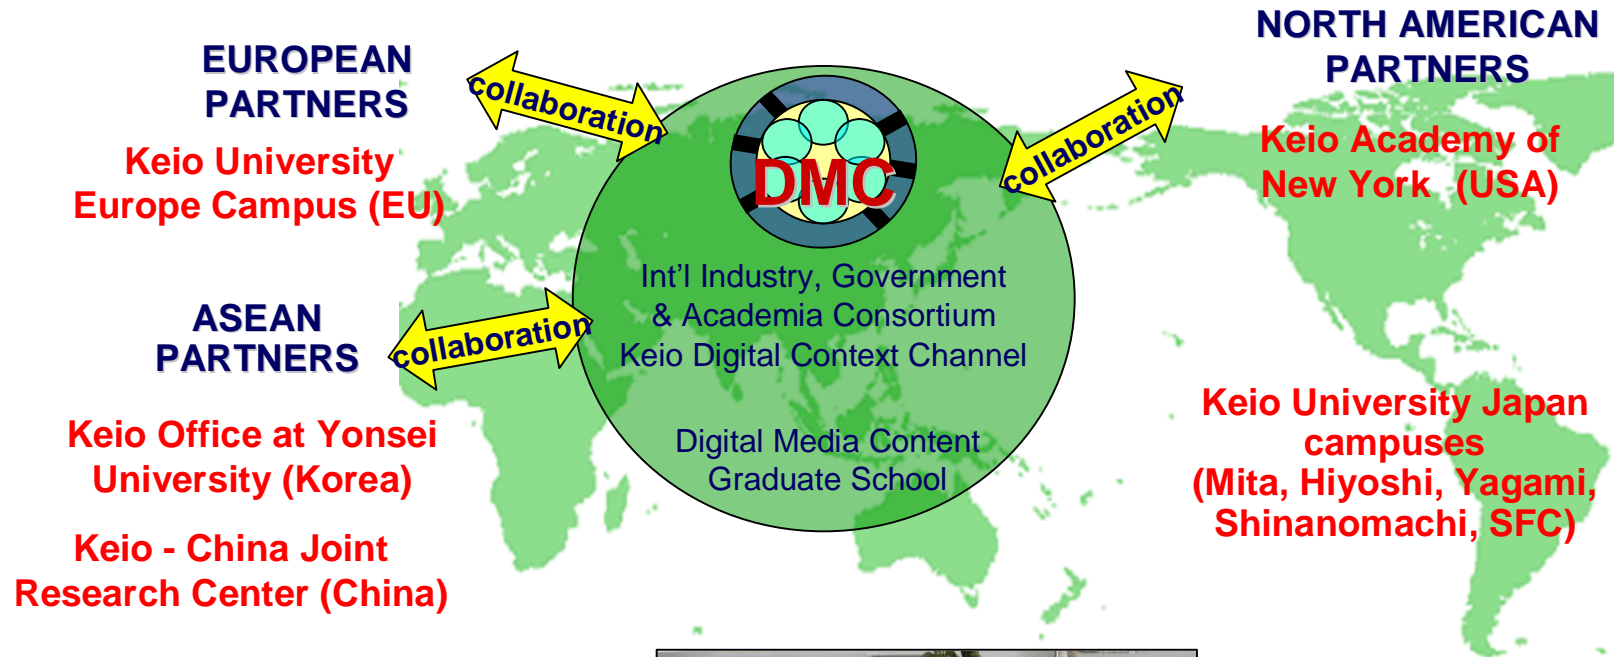 EUROPEAN
PARTNERS
Keio University
Europe Campus (EU)
collaboration
DMC
Int'l Industry, Government
& Academia Consortium
Keio Digital Context Channel
Digital Media Content
Graduate School
collaboration
NORTH AMERICAN
PARTNERS
Keio Academy of
New York (USA)
ASEAN
PARTNERS
collaboration
Keio Office at Yonsei
University (Korea)
Keio - China Joint
Research Center (China)
Keio University Japan
campuses
(Mita, Hiyoshi, Yagami,
Shinanomachi, SFC)